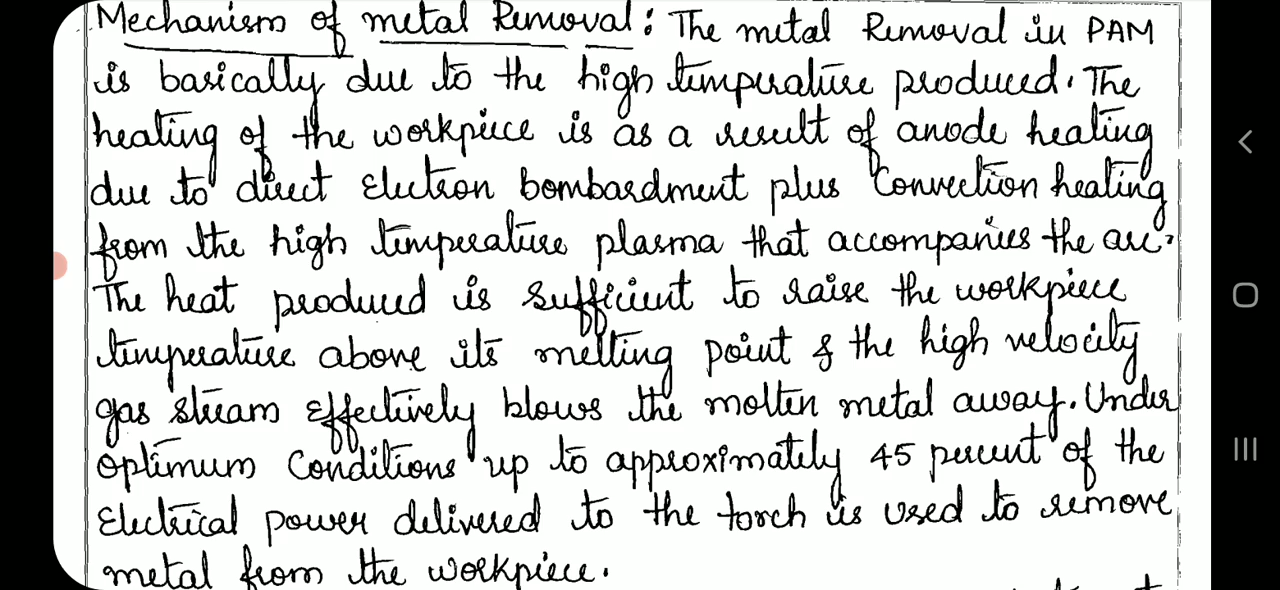 Mechanism of metal Removal: The metal Removal in PAM
is basically due to the high temperature produced. The
heating of the workpiece is as a result of anode heating
due to direct Electron bombardment plus Convection heating
from the high temperature plasma that accompanies the arc.
The heat produced is sufficient to raise the workpiece
temperature above its melting point & the high velocity
gas stream Effectively blows the molten metal away. Under
Optimum Conditions up to approximately 45 percent of the
Electrical power delivered to the torch is used to remove
metal from the workpiece.